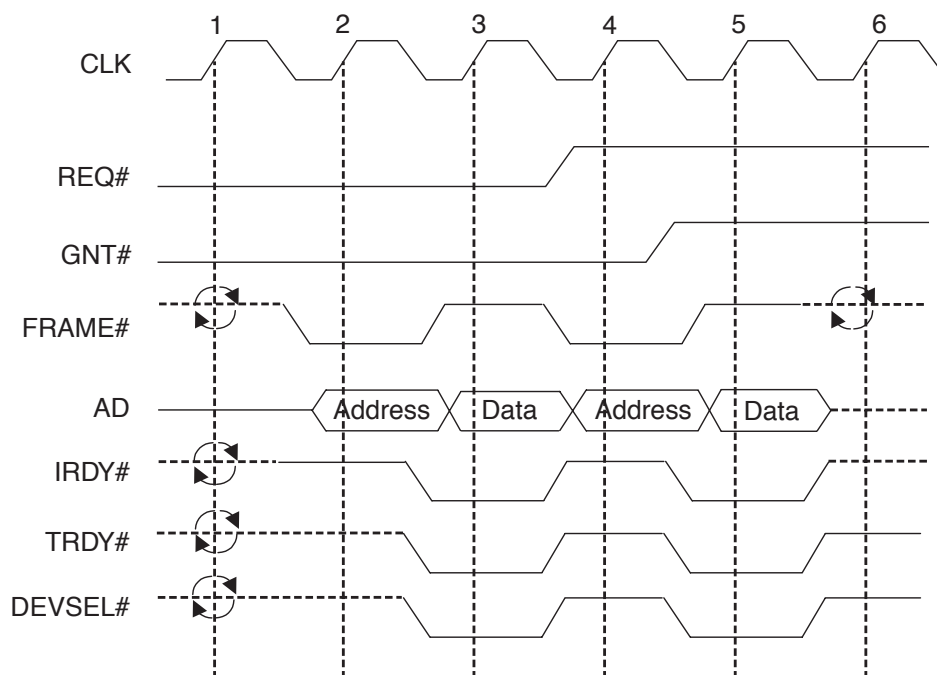 1 2 3 4 5 6
CLK
REQ#
GNT#
FRAME#
AD Address Data Address Data
IRDY#
TRDY#
DEVSEL#